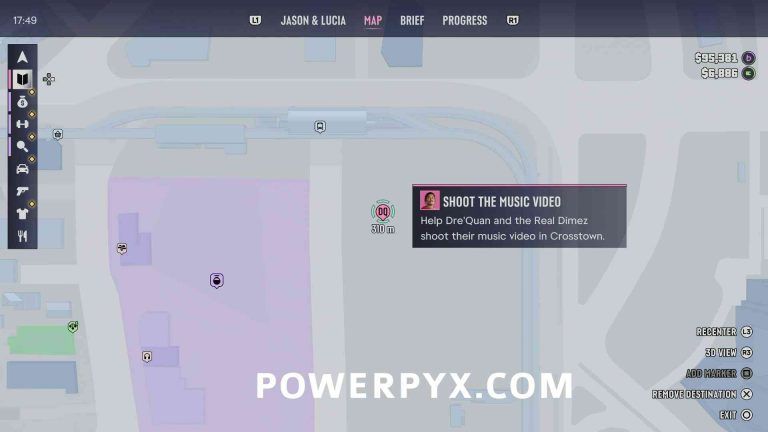 17:49
L1 JASON & LUCIA MAP BRIEF PROGRESS R1
$95,381
$6,886
DQ
310 m
SHOOT THE MUSIC VIDEO
Help Dre'Quan and the Real Dimez
shoot their music video in Crosstown.
RECENTER L3
3D VIEW R3
ADD MARKER
REMOVE DESTINATION
EXIT
POWERPYX.COM